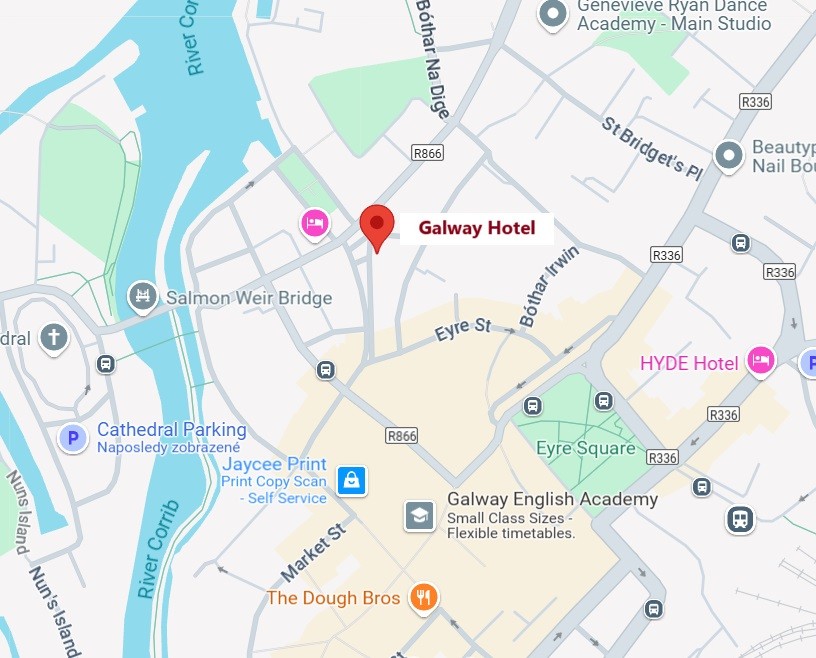 Genevieve Ryan Dance
Academy - Main Studio
River Cor
Bóthar Na Dige
R336
R866
St Bridget's Pl
Beautyp
Nail Bou
Galway Hotel
R336
R336
Bóthar Irwin
Salmon Weir Bridge
Eyre St
dral
HYDE Hotel
P
R336
Cathedral Parking
Naposledy zobrazené
P
R866
Eyre Square
R336
Jaycee Print
Print Copy Scan
- Self Service
Galway English Academy
Small Class Sizes -
Flexible timetables.
Nuns Island
River Corrib
Market St
Nun's Island
The Dough Bros
st